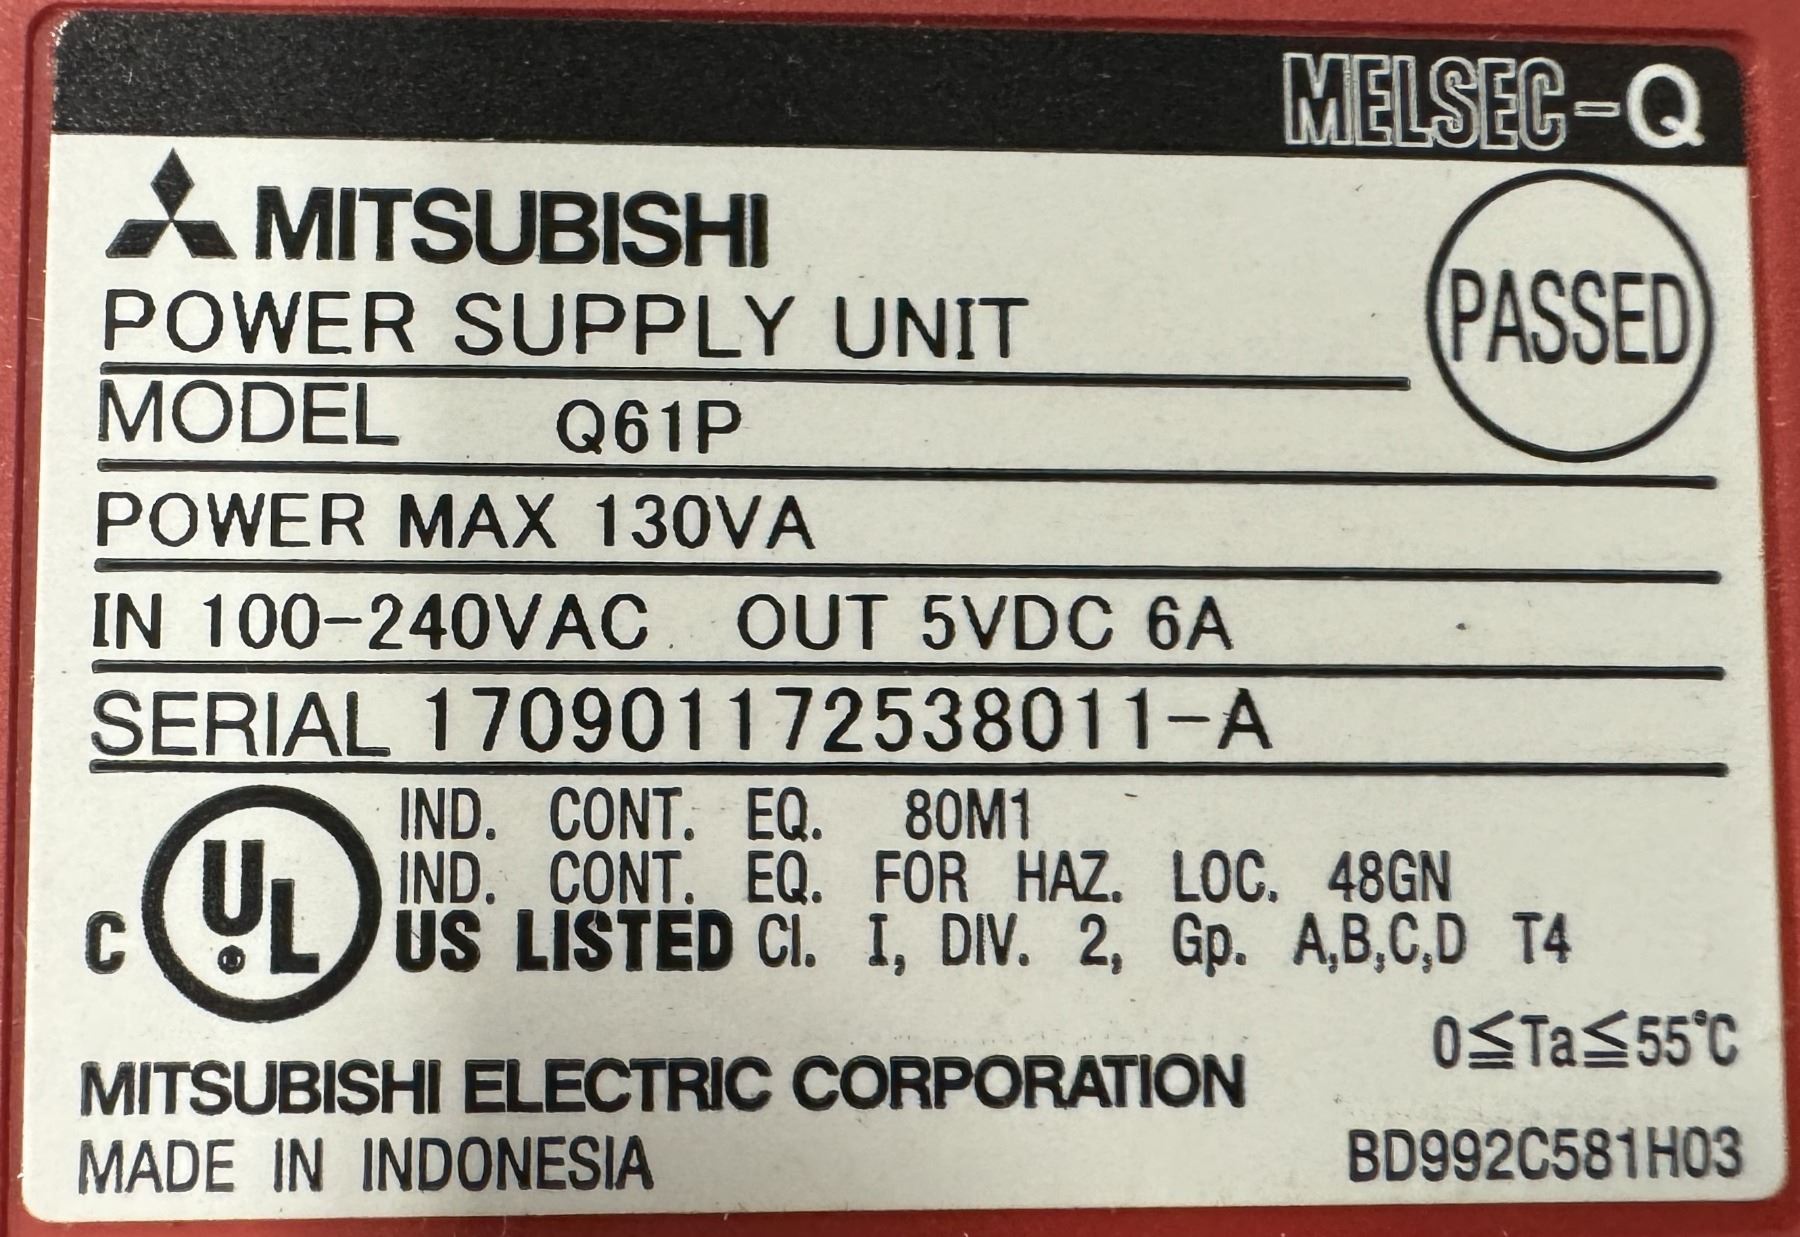 MELSEC-Q
MITSUBISHI
PASSED
POWER SUPPLY UNIT
MODEL Q61P
POWER MAX 130VA
IN 100-240VAC OUT 5VDC 6A
SERIAL 170901172538011-A
IND. CONT. EQ. 80M1
IND. CONT. EQ. FOR HAZ. LOC. 48GN
C UL US LISTED Cl. I, DIV. 2, Gp. A,B,C,D T4
0≦Ta≦55°C
MITSUBISHI ELECTRIC CORPORATION
MADE IN INDONESIA BD992C581H03